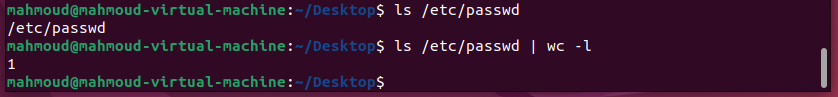 mahmoud@mahmoud-virtual-machine:~/Desktop$ ls /etc/passwd
/etc/passwd
mahmoud@mahmoud-virtual-machine:~/Desktop$ ls /etc/passwd | wc -l
1
mahmoud@mahmoud-virtual-machine:~/Desktop$